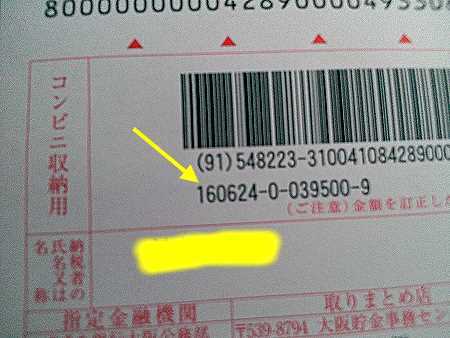 コンビニ収納用
(91)548223-31004108428900
160624-0-039500-9
(ご注意)金額を訂正し
納税者の
氏名又は
名称
指定金融機関
取りまとめ店
〒539-8794 大阪貯金事務セン